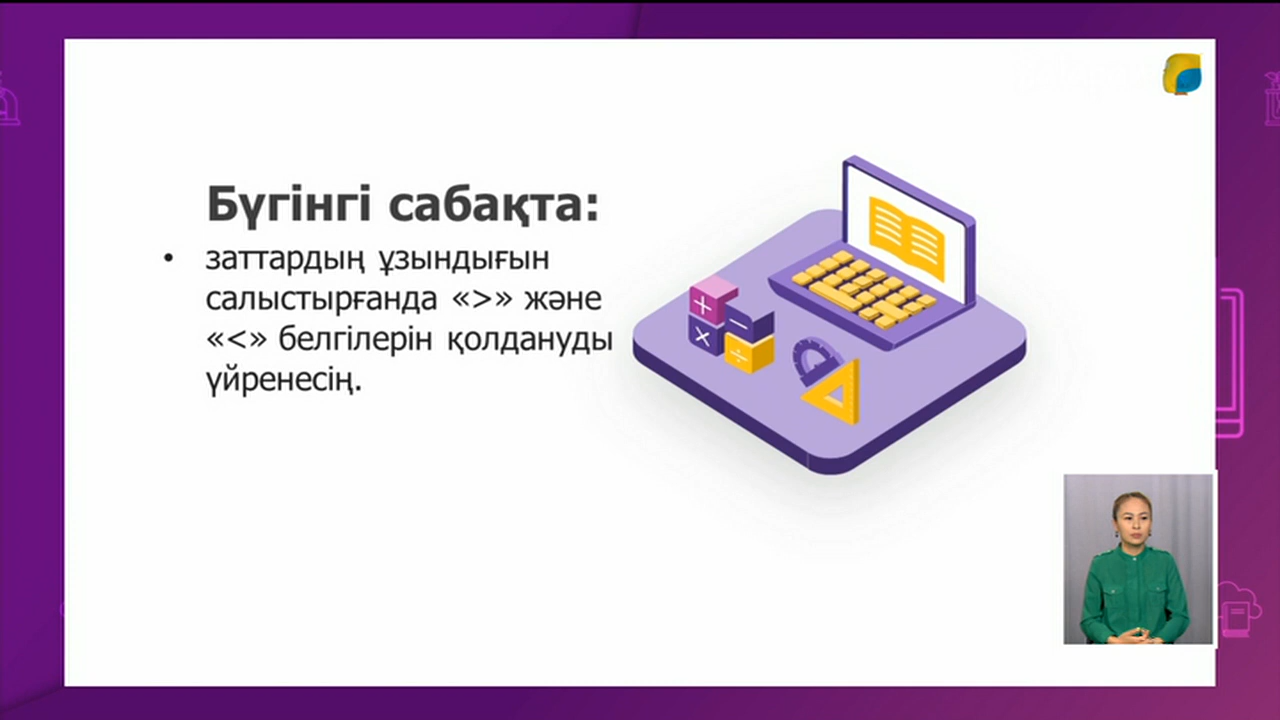 Бүгінгі сабақта:
• заттардың ұзындығын
салыстырғанда «>» және
«<» белгілерін қолдануды
үйренесің.